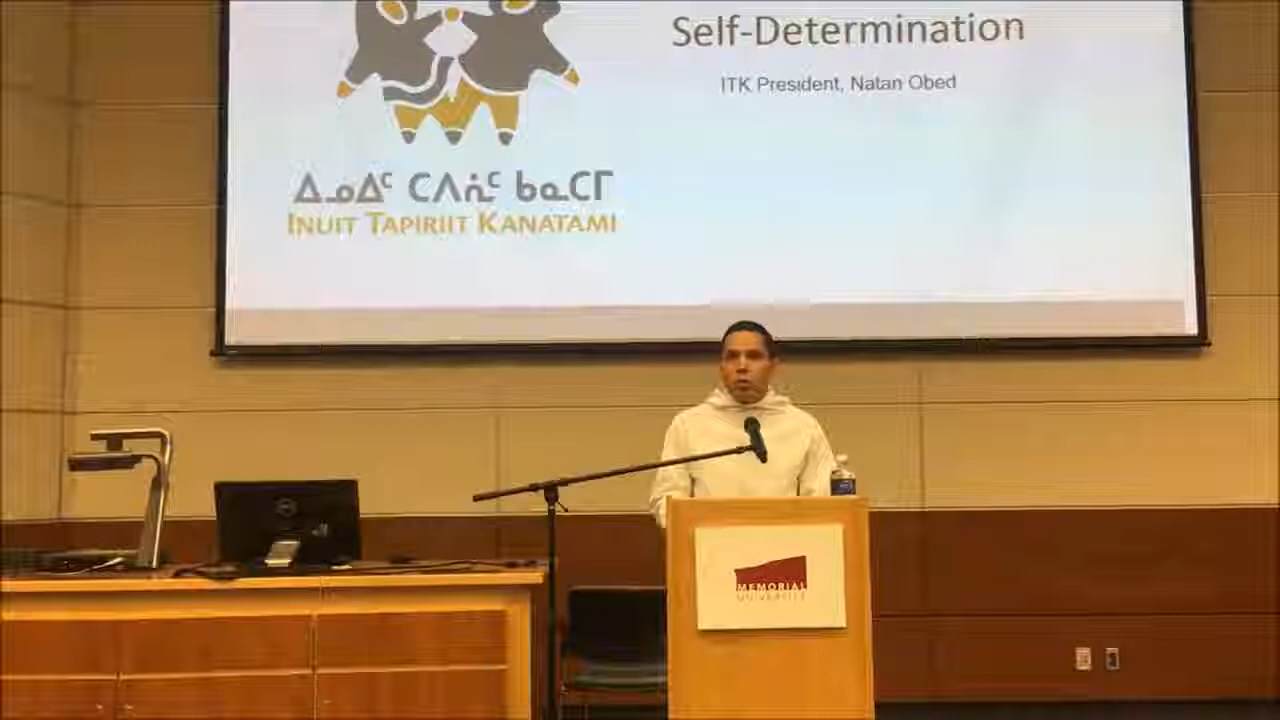 Self-Determination
ITK President, Natan Obed
ᐃᓄᐃᑦ ᑕᐱᕇᑦ ᑲᓇᑕᒥ
INUIT TAPIRIIT KANATAMI
MEMORIAL
UNIVERSITY